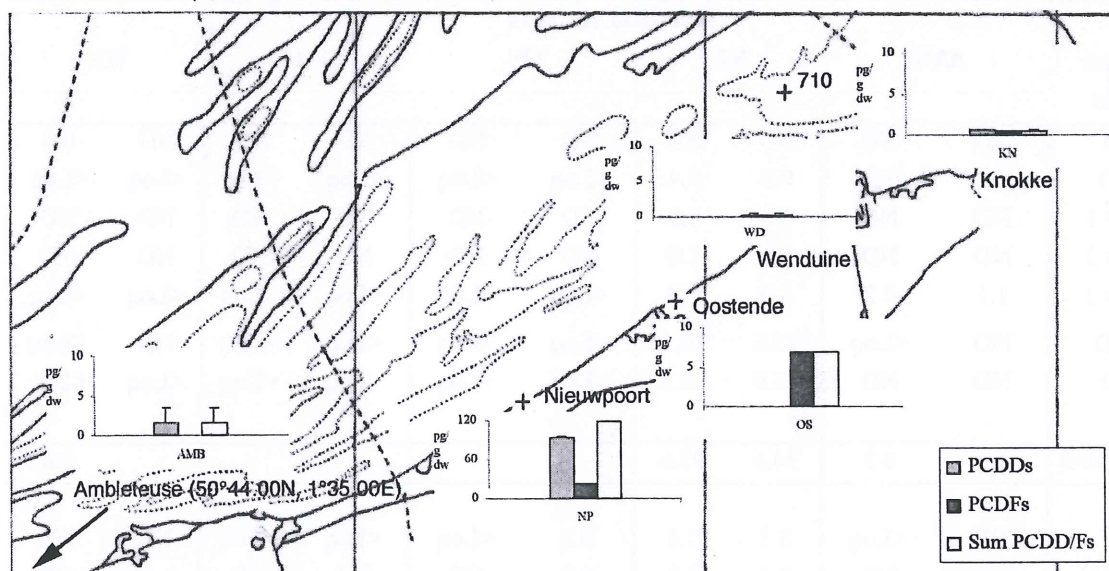 710
10
5
0
pg/
g
dw
KN
Knokke
10
5
0
pg/
g
dw
WD
Wenduine
Oostende
10
5
0
pg/
g
dw
OS
10
5
0
pg/
g
dw
AMB
Nieuwpoort
120
60
0
pg/
g
dw
NP
Ambleteuse (50°44.00N, 1°35.00E)
PCDDs
PCDFs
Sum PCDD/Fs